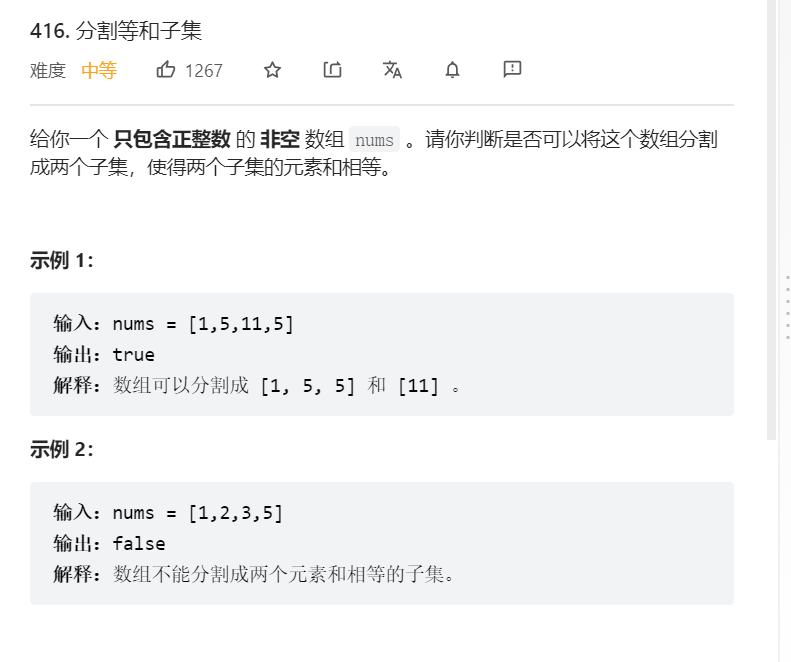 416. 分割等和子集
难度 中等 1267
给你一个 只包含正整数 的 非空 数组 nums 。请你判断是否可以将这个数组分割
成两个子集，使得两个子集的元素和相等。
示例 1：
输入：nums = [1,5,11,5]
输出：true
解释：数组可以分割成 [1, 5, 5] 和 [11] 。
示例 2：
输入：nums = [1,2,3,5]
输出：false
解释：数组不能分割成两个元素和相等的子集。